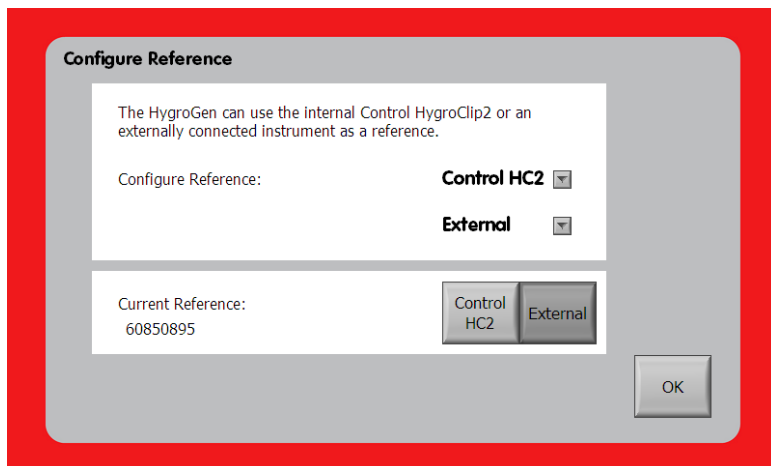 Configure Reference
The HygroGen can use the internal Control HygroClip2 or an
externally connected instrument as a reference.
Configure Reference:
Control HC2
External
Current Reference:
60850895
Control
HC2
External
OK